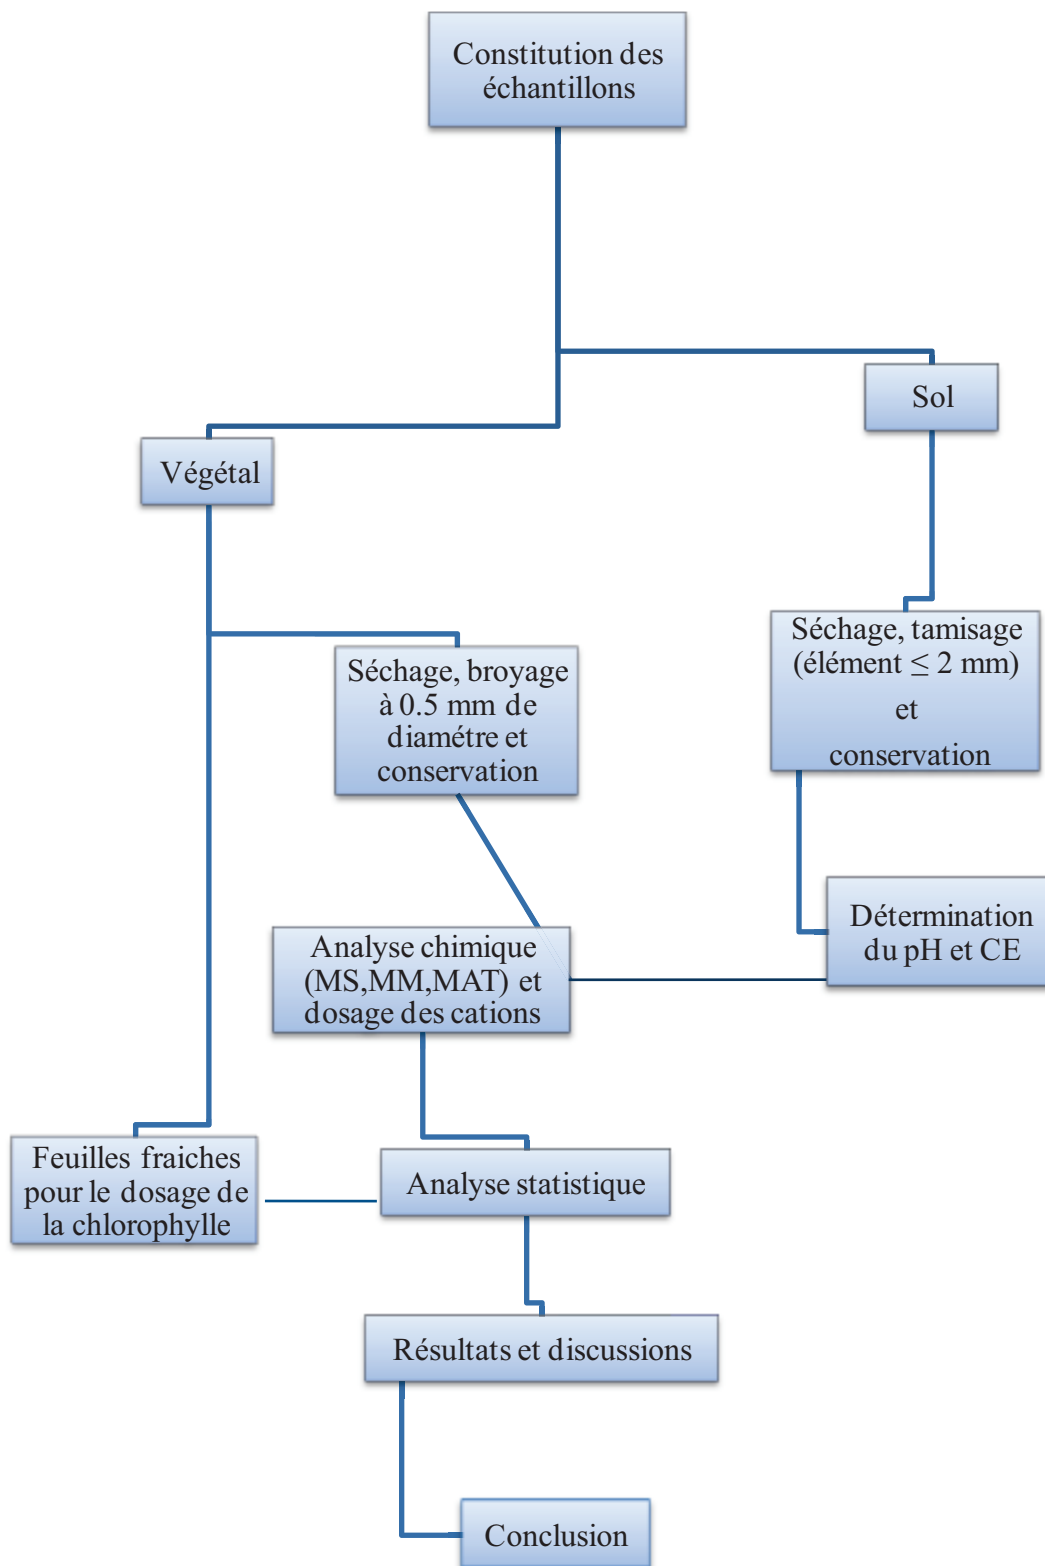 Constitution des
échantillons
Sol
Végétal
Séchage, tamisage
(élément ≤ 2 mm)
et
conservation
Séchage, broyage
à 0.5 mm de
diamétre et
conservation
Détermination
du pH et CE
Analyse chimique
(MS,MM,MAT) et
dosage des cations
Feuilles fraiches
pour le dosage de
la chlorophylle
Analyse statistique
Résultats et discussions
Conclusion